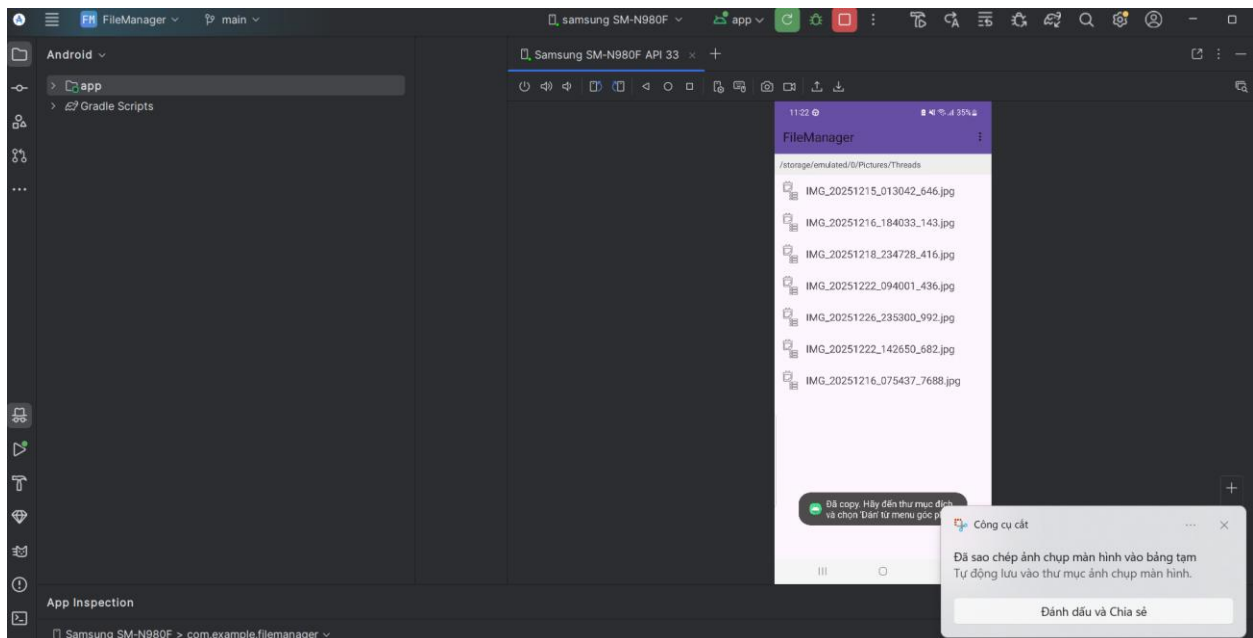 FM FileManager main samsung SM-N980F app
Android
Samsung SM-N980F API 33
app
Gradle Scripts
11:22 35%
FileManager
/storage/emulated/0/Pictures/Threads
IMG_20251215_013042_646.jpg
IMG_20251216_184033_143.jpg
IMG_20251218_234728_416.jpg
IMG_20251222_094001_436.jpg
IMG_20251226_235300_992.jpg
IMG_20251222_142650_682.jpg
IMG_20251216_075437_7688.jpg
Đã copy. Hãy đến thư mục đích
và chọn 'Dán' từ menu góc
Công cụ cắt
Đã sao chép ảnh chụp màn hình vào bảng tạm
Tự động lưu vào thư mục ảnh chụp màn hình.
Đánh dấu và Chia sẻ
App Inspection
Samsung SM-N980F > com.example.filemanager